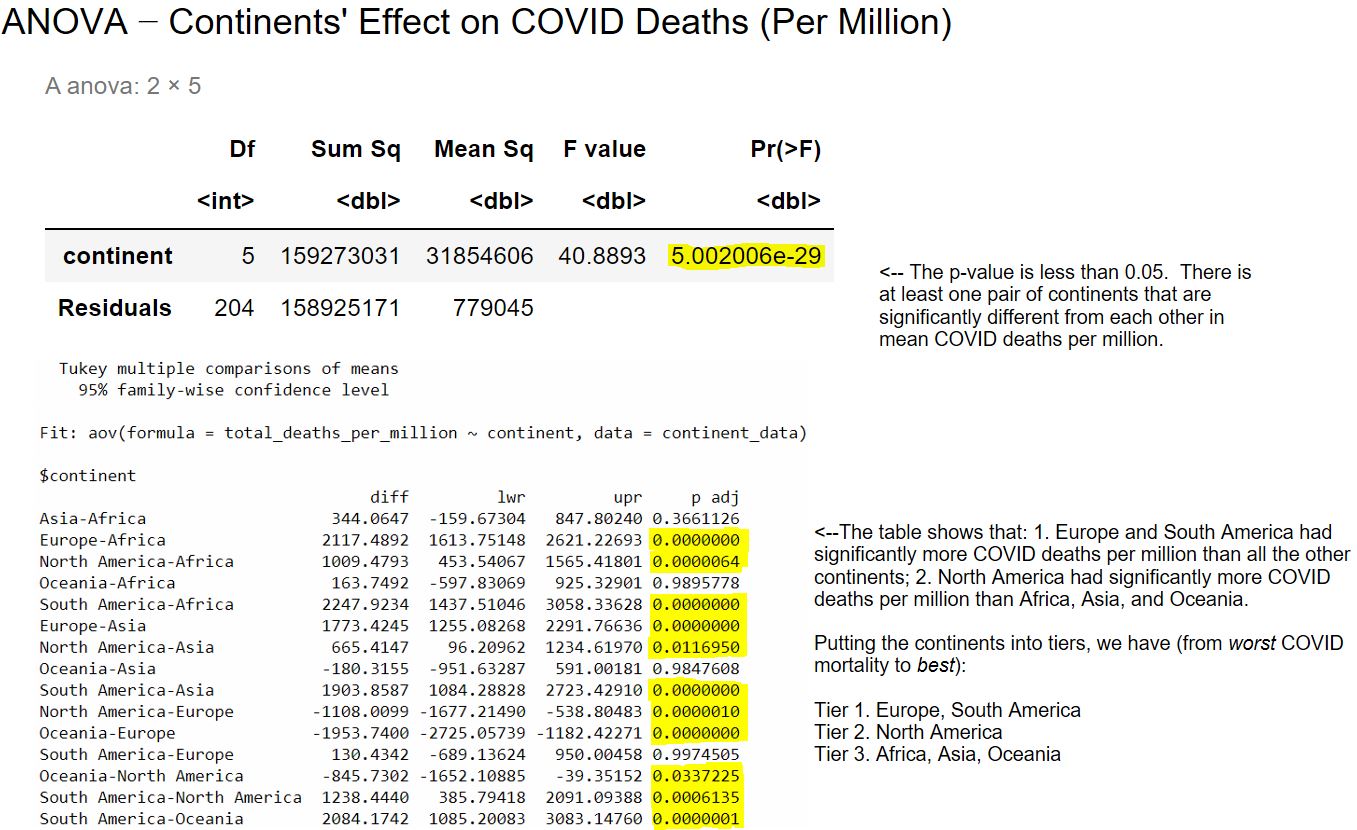 ANOVA − Continents' Effect on COVID Deaths (Per Million)
A anova: 2 × 5
Df Sum Sq Mean Sq F value Pr(>F)
<int> <dbl> <dbl> <dbl> <dbl>
continent 5 159273031 31854606 40.8893 5.002006e-29
Residuals 204 158925171 779045
<-- The p-value is less than 0.05. There is
at least one pair of continents that are
significantly different from each other in
mean COVID deaths per million.
Tukey multiple comparisons of means
95% family-wise confidence level
Fit: aov(formula = total_deaths_per_million ~ continent, data = continent_data)
$continent
diff lwr upr p adj
Asia-Africa 344.0647 -159.67304 847.80240 0.3661126
Europe-Africa 2117.4892 1613.75148 2621.22693 0.0000000
North America-Africa 1009.4793 453.54067 1565.41801 0.0000064
Oceania-Africa 163.7492 -597.83069 925.32901 0.9895778
South America-Africa 2247.9234 1437.51046 3058.33628 0.0000000
Europe-Asia 1773.4245 1255.08268 2291.76636 0.0000000
North America-Asia 665.4147 96.20962 1234.61970 0.0116950
Oceania-Asia -180.3155 -951.63287 591.00181 0.9847608
South America-Asia 1903.8587 1084.28828 2723.42910 0.0000000
North America-Europe -1108.0099 -1677.21490 -538.80483 0.0000010
Oceania-Europe -1953.7400 -2725.05739 -1182.42271 0.0000000
South America-Europe 130.4342 -689.13624 950.00458 0.9974505
Oceania-North America -845.7302 -1652.10885 -39.35152 0.0337225
South America-North America 1238.4440 385.79418 2091.09388 0.0006135
South America-Oceania 2084.1742 1085.20083 3083.14760 0.0000001
<--The table shows that: 1. Europe and South America had
significantly more COVID deaths per million than all the other
continents; 2. North America had significantly more COVID
deaths per million than Africa, Asia, and Oceania.
Putting the continents into tiers, we have (from worst COVID
mortality to best):
Tier 1. Europe, South America
Tier 2. North America
Tier 3. Africa, Asia, Oceania